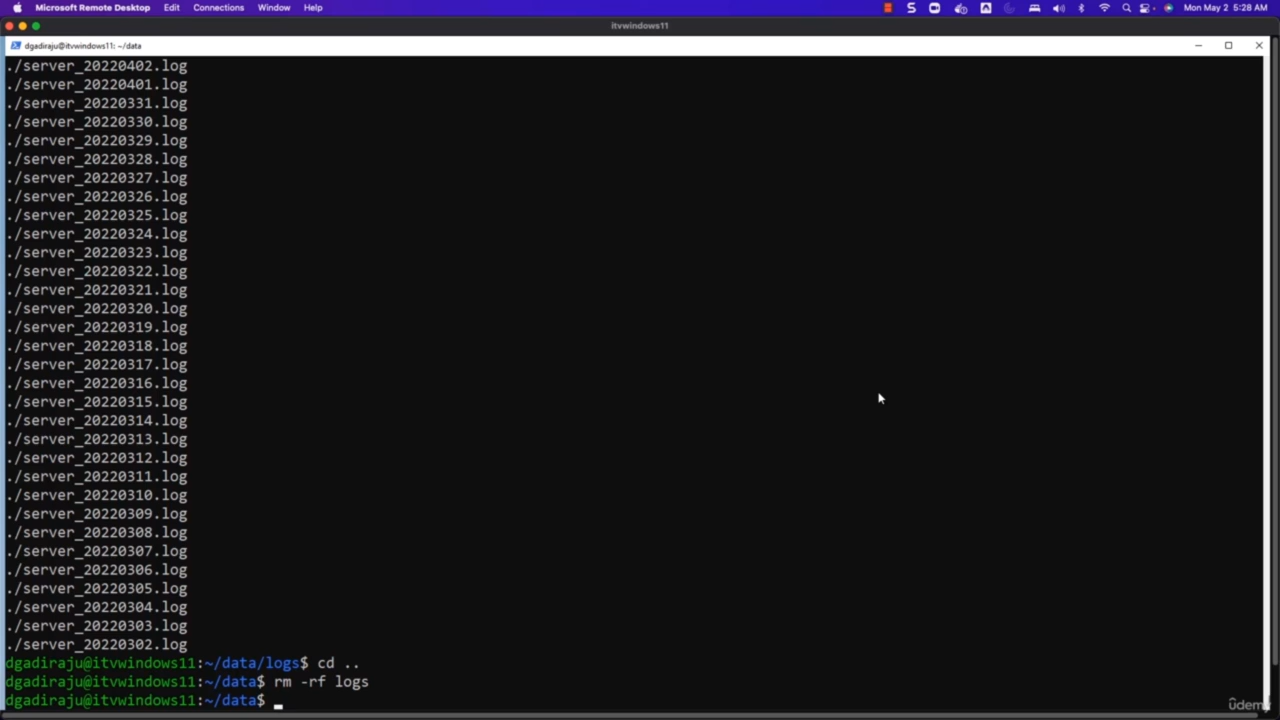 Microsoft Remote Desktop Edit Connections Window Help Mon May 2 5:28 AM
itvwindows11
dgadiraju@itvwindows11: ~/data
./server_20220402.log
./server_20220401.log
./server_20220331.log
./server_20220330.log
./server_20220329.log
./server_20220328.log
./server_20220327.log
./server_20220326.log
./server_20220325.log
./server_20220324.log
./server_20220323.log
./server_20220322.log
./server_20220321.log
./server_20220320.log
./server_20220319.log
./server_20220318.log
./server_20220317.log
./server_20220316.log
./server_20220315.log
./server_20220314.log
./server_20220313.log
./server_20220312.log
./server_20220311.log
./server_20220310.log
./server_20220309.log
./server_20220308.log
./server_20220307.log
./server_20220306.log
./server_20220305.log
./server_20220304.log
./server_20220303.log
./server_20220302.log
dgadiraju@itvwindows11:~/data/logs$ cd ..
dgadiraju@itvwindows11:~/data$ rm -rf logs
dgadiraju@itvwindows11:~/data$
ûdemy